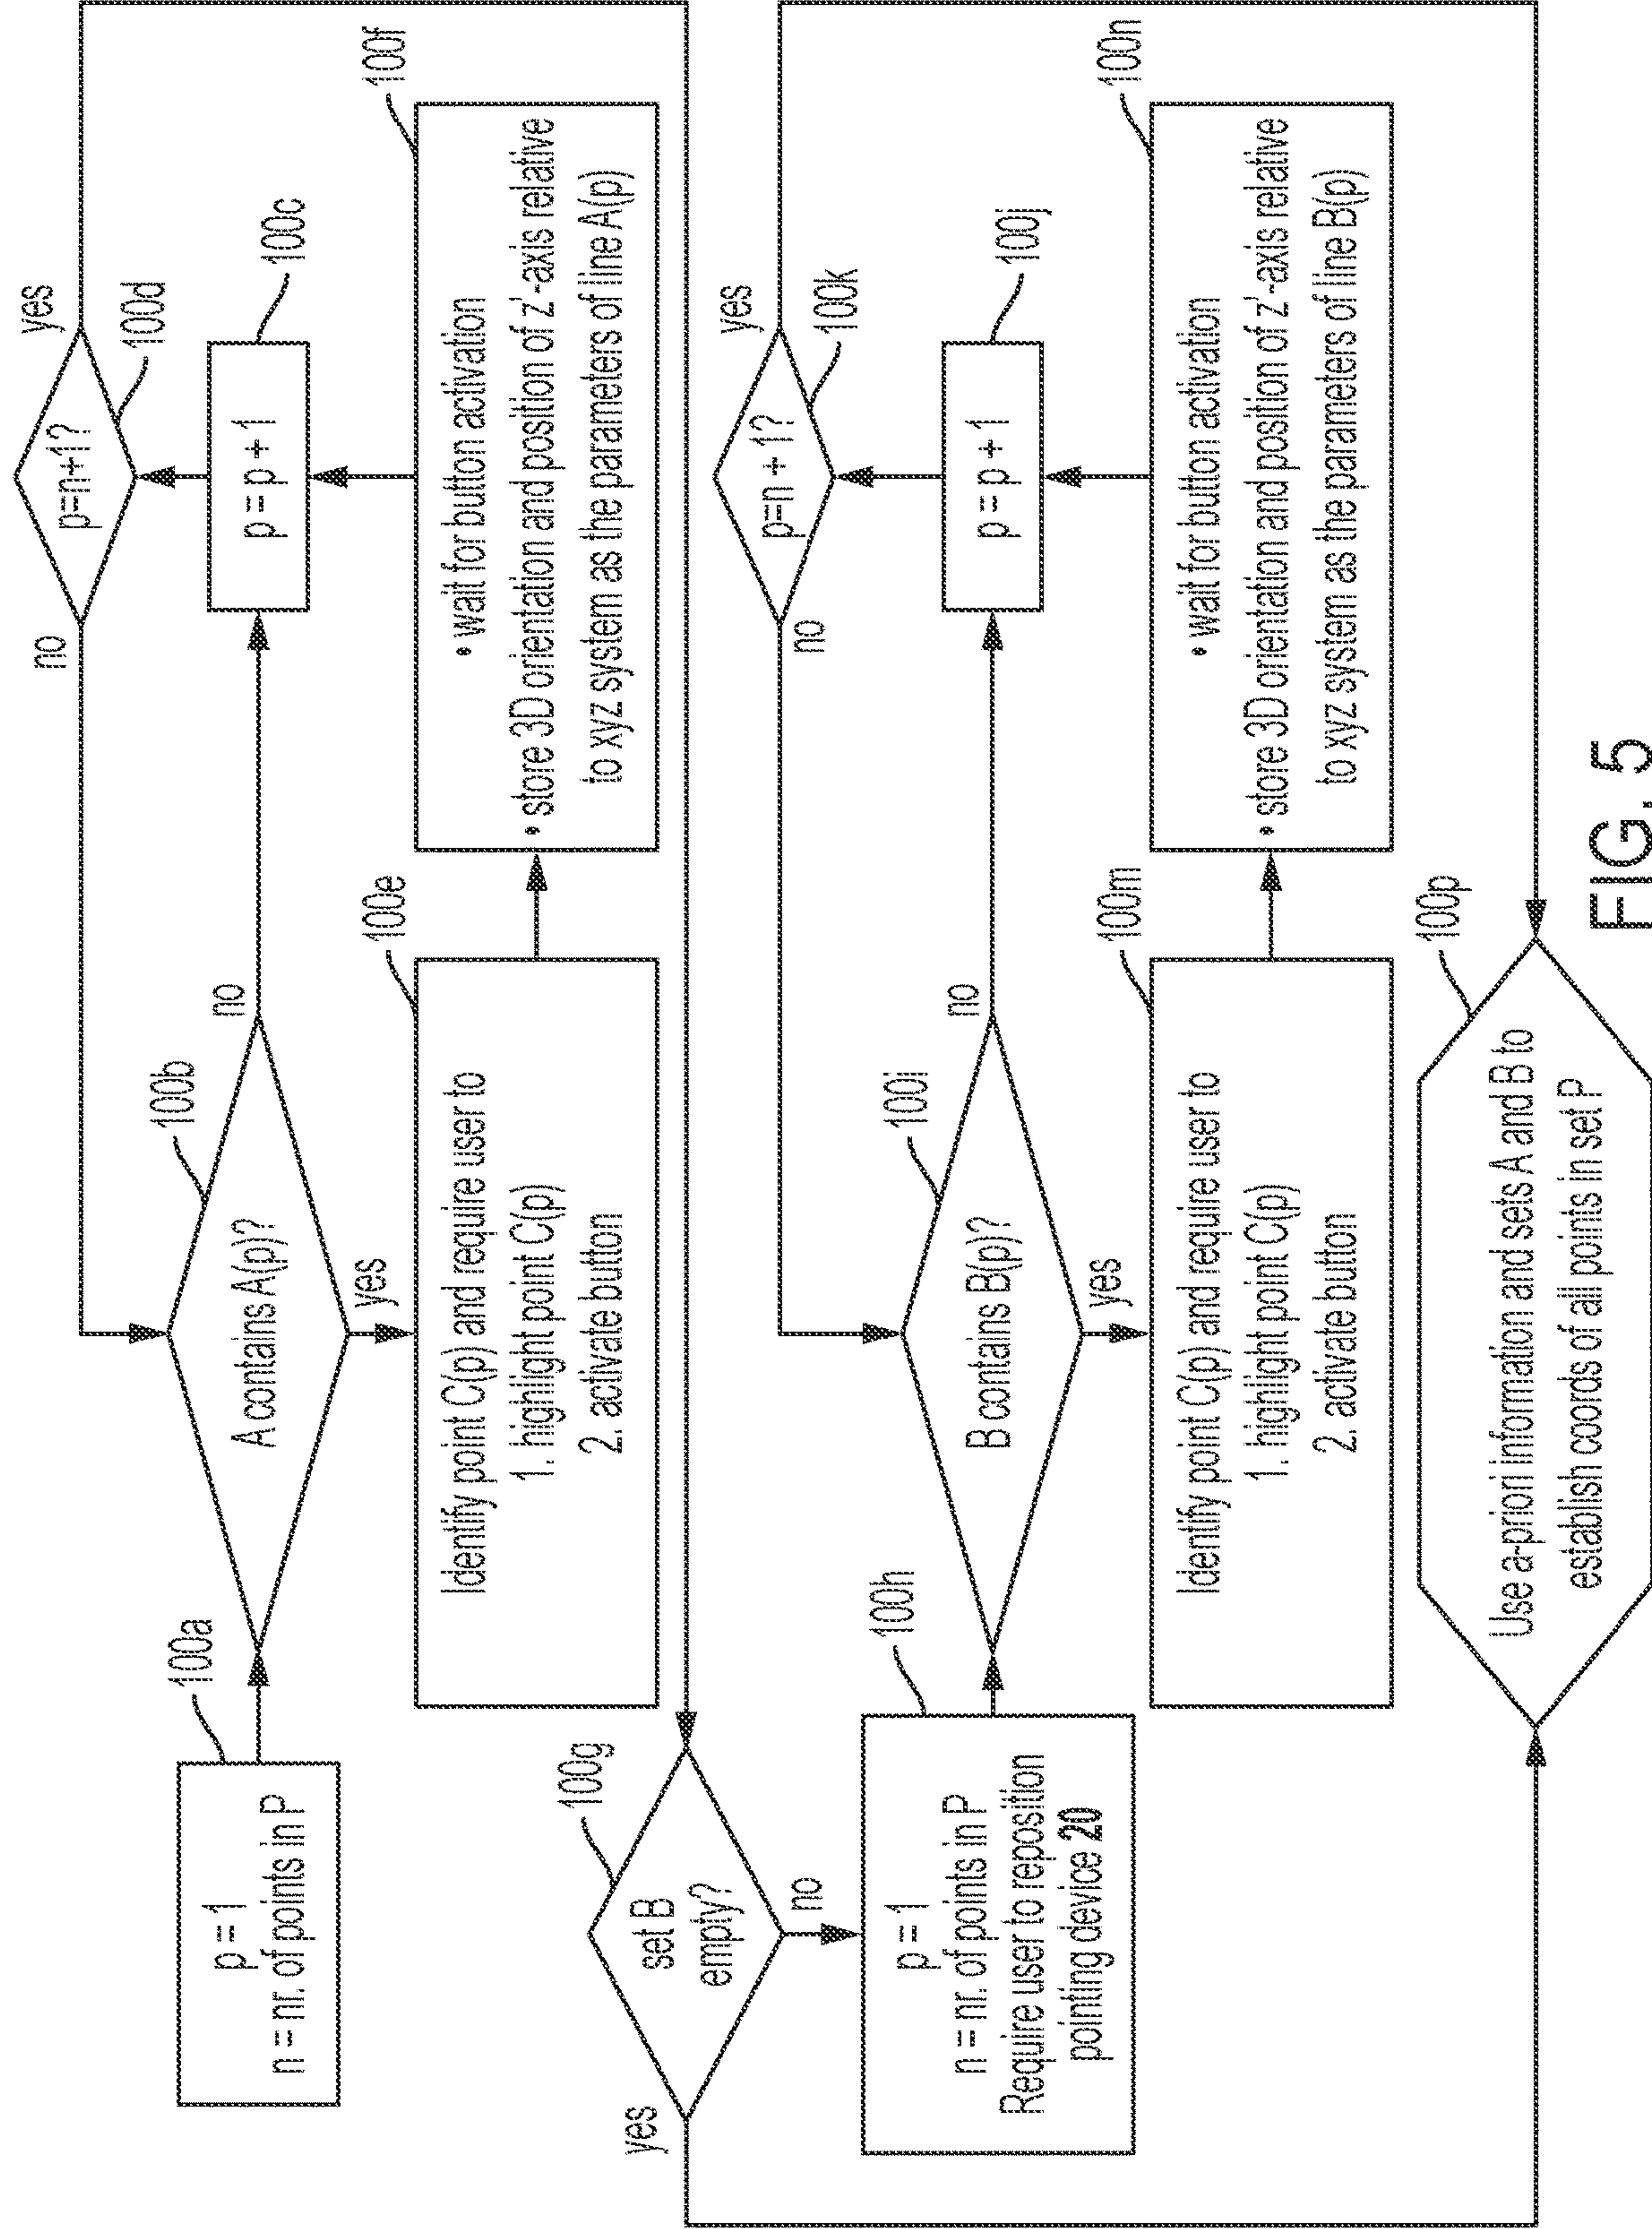 100a
p = 1
n = nr. of points in P
100b
A contains A(p)?
no
yes
no
p=n+1?
yes
100d
100c
p = p + 1
100e
Identify point C(p) and require user to
1. highlight point C(p)
2. activate button
100f
• wait for button activation
• store 3D orientation and position of z'-axis relative
to xyz system as the parameters of line A(p)
100g
set B
empty?
yes
no
100h
p = 1
n = nr. of points in P
Require user to reposition
pointing device 20
100i
B contains B(p)?
no
yes
no
p=n + 1?
yes
100k
100j
p = p + 1
100m
Identify point C(p) and require user to
1. highlight point C(p)
2. activate button
100n
• wait for button activation
• store 3D orientation and position of z'-axis relative
to xyz system as the parameters of line B(p)
100p
Use a-priori information and sets A and B to
establish coords of all points in set P
FIG. 5